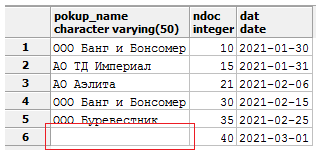 pokup_name ndoc dat
character varying(50) integer date
1 ООО Банг и Бонсомер 10 2021-01-30
2 АО ТД Империал 15 2021-01-31
3 АО Аэлита 21 2021-02-06
4 ООО Банг и Бонсомер 30 2021-02-15
5 ООО Буревестник 35 2021-02-25
6 40 2021-03-01